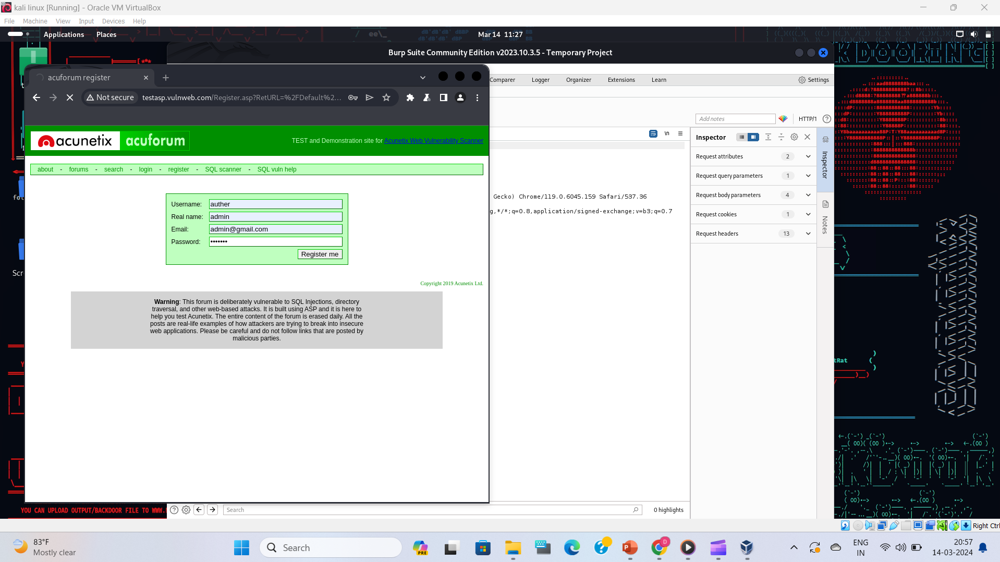 kali linux [Running] - Oracle VM VirtualBox
File Machine View Input Devices Help
Applications Places
Mar 14 11:27
Burp Suite Community Edition v2023.10.3.5 - Temporary Project
acuforum register
Comparer Logger Organizer Extensions Learn
Settings
Not secure testasp.vulnweb.com/Register.asp?RetURL=%2FDefault%2...
Add notes
HTTP/1
acunetix acuforum
TEST and Demonstration site for Acunetix Web Vulnerability Scanner
\n
Inspector
Inspector
Notes
Request attributes 2
Request query parameters 1
Request body parameters 4
Request cookies 1
Request headers 13
about - forums - search - login - register - SQL scanner - SQL vuln help
Gecko) Chrome/119.0.6045.159 Safari/537.36
g,*/*;q=0.8,application/signed-exchange;v=b3;q=0.7
Username: auther
Real name: admin
Email: admin@gmail.com
Password: •••••••
Register me
Copyright 2019 Acunetix Ltd.
Warning: This forum is deliberately vulnerable to SQL Injections, directory
traversal, and other web-based attacks. It is built using ASP and it is here to
help you test Acunetix. The entire content of the forum is erased daily. All the
posts are real-life examples of how attackers are trying to break into insecure
web applications. Please be careful and do not follow links that are posted by
malicious parties.
YOU CAN UPLOAD OUTPUT/BACKDOOR FILE TO WWW.
Search
0 highlights
Right Ctrl
83°F
Mostly clear
Search
PRE
D
ENG
IN
20:57
14-03-2024